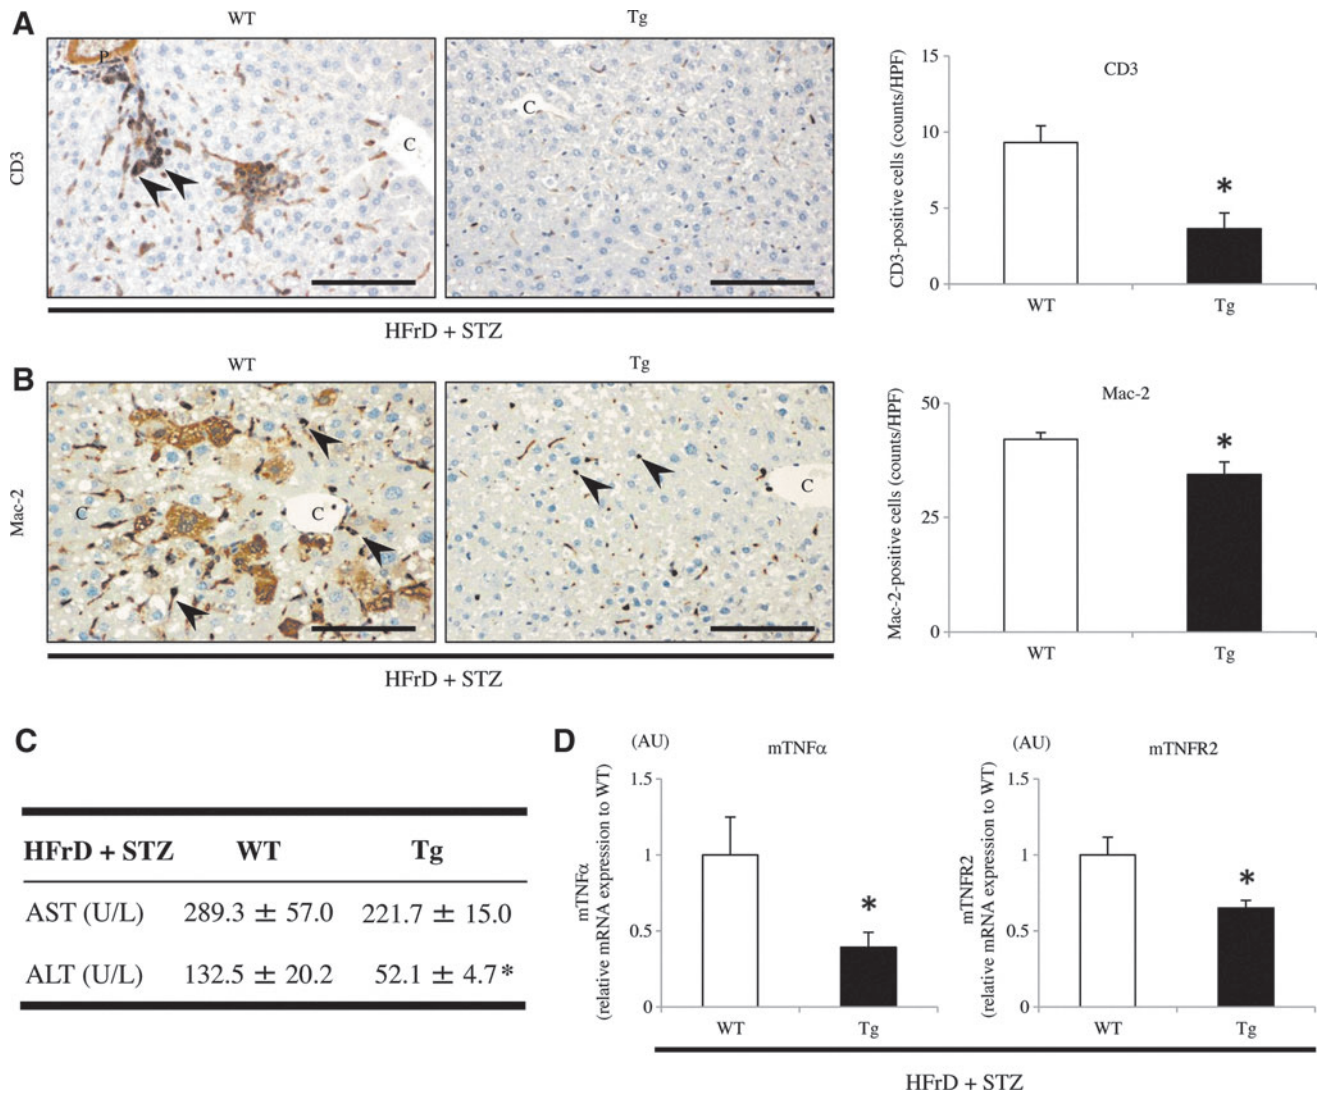 A
WT
Tg
P
C
C
CD3
HFrD + STZ
CD3
CD3-positive cells (counts/HPF)
15
10
5
0
*
WT
Tg
B
WT
Tg
C
C
C
Mac-2
HFrD + STZ
Mac-2
Mac-2-positive cells (counts/HPF)
50
25
0
*
WT
Tg
C
HFrD + STZ WT Tg
AST (U/L) 289.3 ± 57.0 221.7 ± 15.0
ALT (U/L) 132.5 ± 20.2 52.1 ± 4.7*
D
(AU)
mTNFα
mTNFα
(relative mRNA expression to WT)
1.5
1
0.5
0
*
WT
Tg
(AU)
mTNFR2
mTNFR2
(relative mRNA expression to WT)
1.5
1
0.5
0
*
WT
Tg
HFrD + STZ